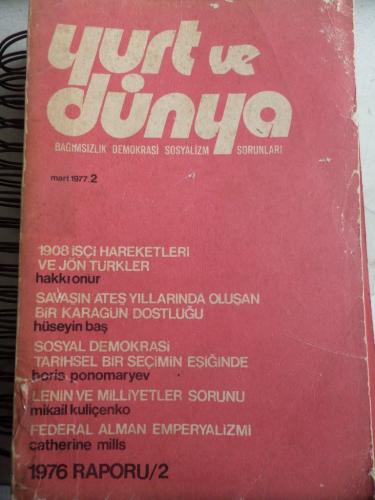 yurt ve
dünya
BAĞIMSIZLIK DEMOKRASİ SOSYALİZM SORUNLARI
mart 1977.2
1908 İŞÇİ HAREKETLERİ
VE JÖN TÜRKLER
hakkı onur
SAVAŞIN ATEŞ YILLARINDA OLUŞAN
BİR KARAGÜN DOSTLUĞU
hüseyin baş
SOSYAL DEMOKRASİ
TARİHSEL BİR SEÇİMİN EŞİĞİNDE
boris ponomaryev
LENİN VE MİLLİYETLER SORUNU
mikail kuliçenko
FEDERAL ALMAN EMPERYALİZMİ
catherine mills
1976 RAPORU/2